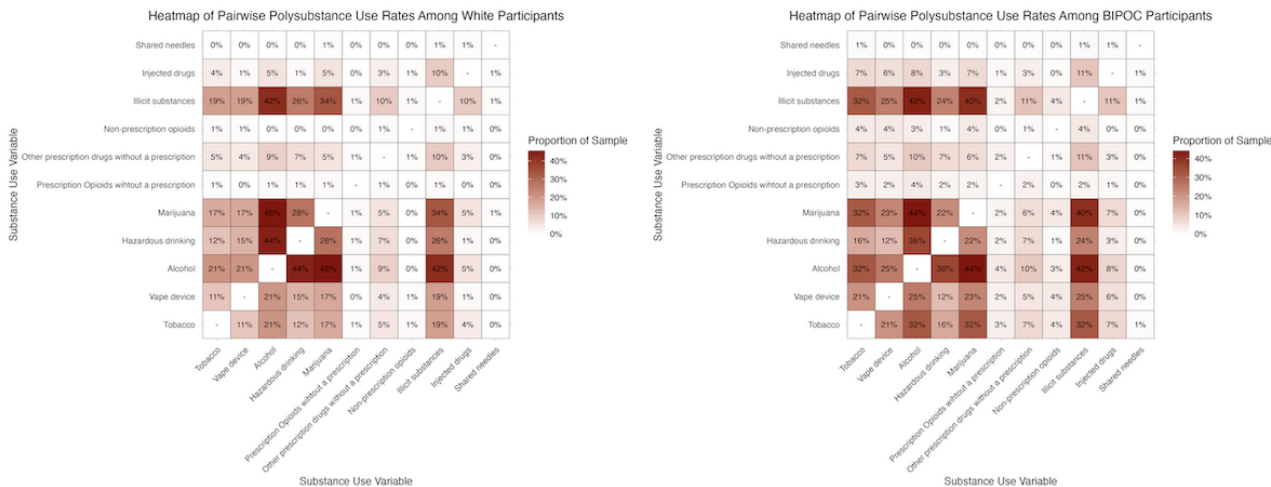 Heatmap of Pairwise Polysubstance Use Rates Among White Participants
Shared needles 0% 0% 0% 0% 1% 0% 0% 0% 1% 1% -
Injected drugs 4% 1% 5% 1% 5% 0% 3% 1% 10% - 1%
Illicit substances 19% 19% 42% 26% 34% 1% 10% 1% - 10% 1%
Non-prescription opioids 1% 1% 0% 0% 0% 0% 1% - 1% 1% 0%
Other prescription drugs without a prescription 5% 4% 9% 7% 5% 1% - 1% 10% 3% 0%
Prescription Opioids wihtout a prescription 1% 0% 1% 1% 1% - 1% 0% 1% 0% 0%
Marijuana 17% 17% 46% 28% - 1% 5% 0% 34% 5% 1%
Hazardous drinking 12% 15% 44% - 28% 1% 7% 0% 26% 1% 0%
Alcohol 21% 21% - 44% 46% 1% 9% 0% 42% 5% 0%
Vape device 11% - 21% 15% 17% 0% 4% 1% 19% 1% 0%
Tobacco - 11% 21% 12% 17% 1% 5% 1% 19% 4% 0%
Tobacco
Vape device
Alcohol
Hazardous drinking
Marijuana
Prescription Opioids wihtout a prescription
Other prescription drugs without a prescription
Non-prescription opioids
Illicit substances
Injected drugs
Shared needles
Substance Use Variable
Substance Use Variable
Proportion of Sample
40%
30%
20%
10%
0%
Heatmap of Pairwise Polysubstance Use Rates Among BIPOC Participants
Shared needles 1% 0% 0% 0% 0% 0% 0% 0% 0% 1% -
Injected drugs 7% 6% 8% 3% 7% 1% 3% 0% 11% - 1%
Illicit substances 32% 25% 42% 24% 40% 2% 11% 4% - 11% 0%
Non-prescription opioids 4% 4% 3% 1% 4% 0% 1% - 4% 0% 0%
Other prescription drugs without a prescription 7% 5% 10% 7% 6% 2% - 1% 11% 3% 0%
Prescription Opioids wihtout a prescription 3% 2% 4% 2% 2% - 2% 0% 2% 1% 0%
Marijuana 32% 23% 44% 22% - 2% 6% 4% 40% 7% 0%
Hazardous drinking 16% 12% 36% - 22% 2% 7% 1% 24% 3% 0%
Alcohol 32% 25% - 36% 44% 4% 10% 3% 42% 8% 0%
Vape device 21% - 25% 12% 23% 2% 5% 4% 25% 6% 0%
Tobacco - 21% 32% 16% 32% 3% 7% 4% 32% 7% 1%
Tobacco
Vape device
Alcohol
Hazardous drinking
Marijuana
Prescription Opioids wihtout a prescription
Other prescription drugs without a prescription
Non-prescription opioids
Illicit substances
Injected drugs
Shared needles
Substance Use Variable
Substance Use Variable
Proportion of Sample
40%
30%
20%
10%
0%